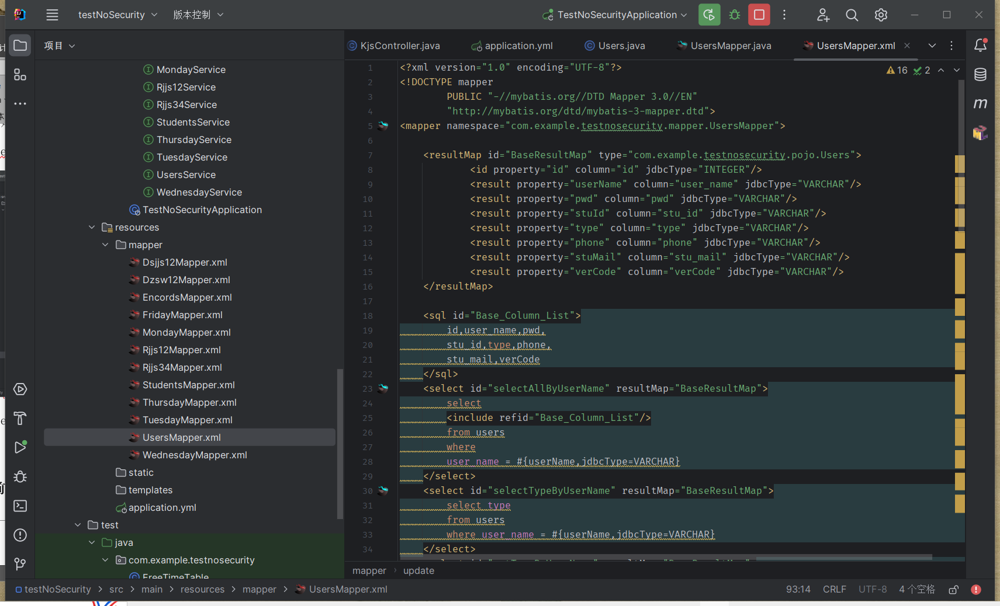 testNoSecurity
版本控制
TestNoSecurityApplication
项目
KjsController.java
application.yml
Users.java
UsersMapper.java
UsersMapper.xml
MondayService
Rjjs12Service
Rjjs34Service
StudentsService
ThursdayService
TuesdayService
UsersService
WednesdayService
TestNoSecurityApplication
resources
mapper
Dsjjs12Mapper.xml
Dzsw12Mapper.xml
EncordsMapper.xml
FridayMapper.xml
MondayMapper.xml
Rjjs12Mapper.xml
Rjjs34Mapper.xml
StudentsMapper.xml
ThursdayMapper.xml
TuesdayMapper.xml
UsersMapper.xml
WednesdayMapper.xml
static
templates
application.yml
test
java
com.example.testnosecurity
FreeTimeTable
16 2
1 <?xml version="1.0" encoding="UTF-8"?>
2 <!DOCTYPE mapper
3 PUBLIC "-//mybatis.org//DTD Mapper 3.0//EN"
4 "http://mybatis.org/dtd/mybatis-3-mapper.dtd">
5 <mapper namespace="com.example.testnosecurity.mapper.UsersMapper">
6
7 <resultMap id="BaseResultMap" type="com.example.testnosecurity.pojo.Users">
8 <id property="id" column="id" jdbcType="INTEGER"/>
9 <result property="userName" column="user_name" jdbcType="VARCHAR"/>
10 <result property="pwd" column="pwd" jdbcType="VARCHAR"/>
11 <result property="stuId" column="stu_id" jdbcType="VARCHAR"/>
12 <result property="type" column="type" jdbcType="VARCHAR"/>
13 <result property="phone" column="phone" jdbcType="VARCHAR"/>
14 <result property="stuMail" column="stu_mail" jdbcType="VARCHAR"/>
15 <result property="verCode" column="verCode" jdbcType="VARCHAR"/>
16 </resultMap>
17
18 <sql id="Base_Column_List">
19 id,user_name,pwd,
20 stu_id,type,phone,
21 stu_mail,verCode
22 </sql>
23 <select id="selectAllByUserName" resultMap="BaseResultMap">
24 select
25 <include refid="Base_Column_List"/>
26 from users
27 where
28 user_name = #{userName,jdbcType=VARCHAR}
29 </select>
30 <select id="selectTypeByUserName" resultMap="BaseResultMap">
31 select type
32 from users
33 where user_name = #{userName,jdbcType=VARCHAR}
34 </select>
mapper > update
testNoSecurity > src > main > resources > mapper > UsersMapper.xml
93:14 CRLF UTF-8 4 个空格